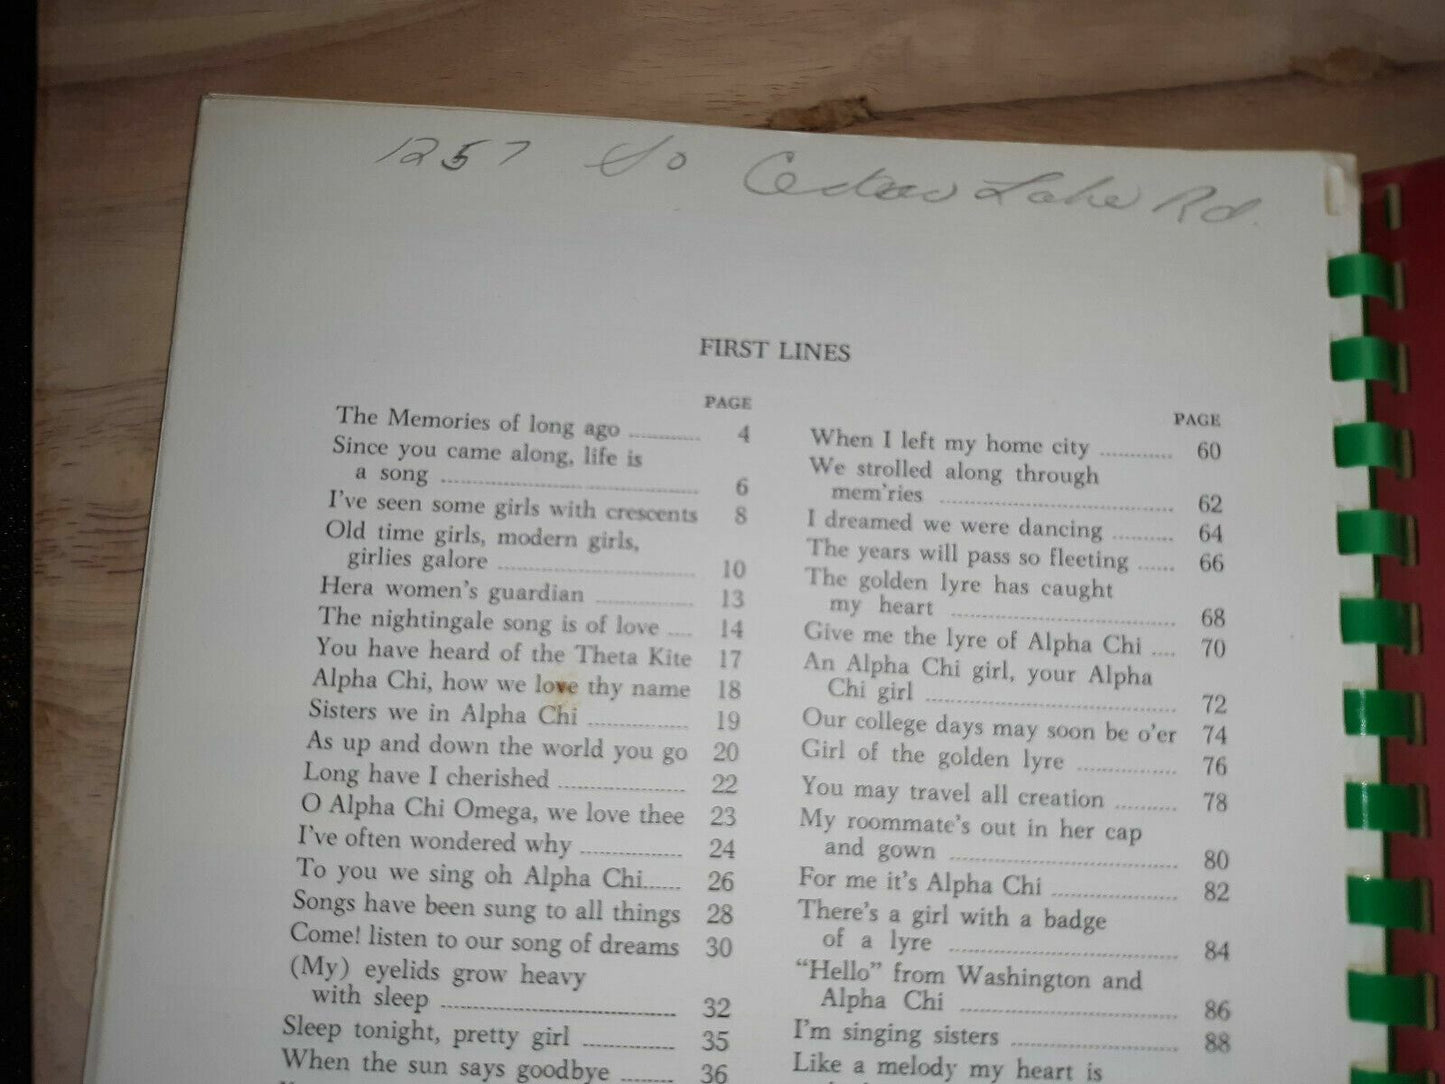 1257 So Cedar Lake Rd.
FIRST LINES
PAGE
The Memories of long ago 4
Since you came along, life is
a song 6
I've seen some girls with crescents 8
Old time girls, modern girls,
girlies galore 10
Hera women's guardian 13
The nightingale song is of love 14
You have heard of the Theta Kite 17
Alpha Chi, how we love thy name 18
Sisters we in Alpha Chi 19
As up and down the world you go 20
Long have I cherished 22
O Alpha Chi Omega, we love thee 23
I've often wondered why 24
To you we sing oh Alpha Chi 26
Songs have been sung to all things 28
Come! listen to our song of dreams 30
(My) eyelids grow heavy
with sleep 32
Sleep tonight, pretty girl 35
When the sun says goodbye 36
PAGE
When I left my home city 60
We strolled along through
mem'ries 62
I dreamed we were dancing 64
The years will pass so fleeting 66
The golden lyre has caught
my heart 68
Give me the lyre of Alpha Chi 70
An Alpha Chi girl, your Alpha
Chi girl 72
Our college days may soon be o'er 74
Girl of the golden lyre 76
You may travel all creation 78
My roommate's out in her cap
and gown 80
For me it's Alpha Chi 82
There's a girl with a badge
of a lyre 84
"Hello" from Washington and
Alpha Chi 86
I'm singing sisters 88
Like a melody my heart is